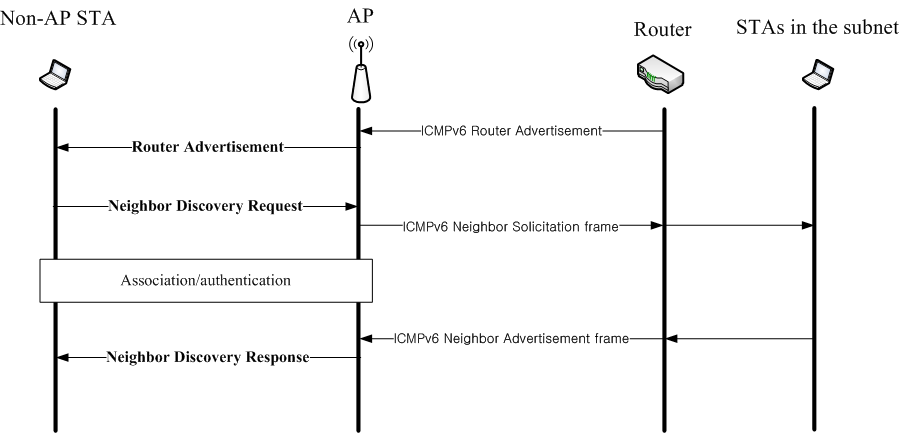 Non-AP STA
AP
Router
STAs in the subnet
ICMPv6 Router Advertisement
Router Advertisement
Neighbor Discovery Request
ICMPv6 Neighbor Solicitation frame
Association/authentication
ICMPv6 Neighbor Advertisement frame
Neighbor Discovery Response